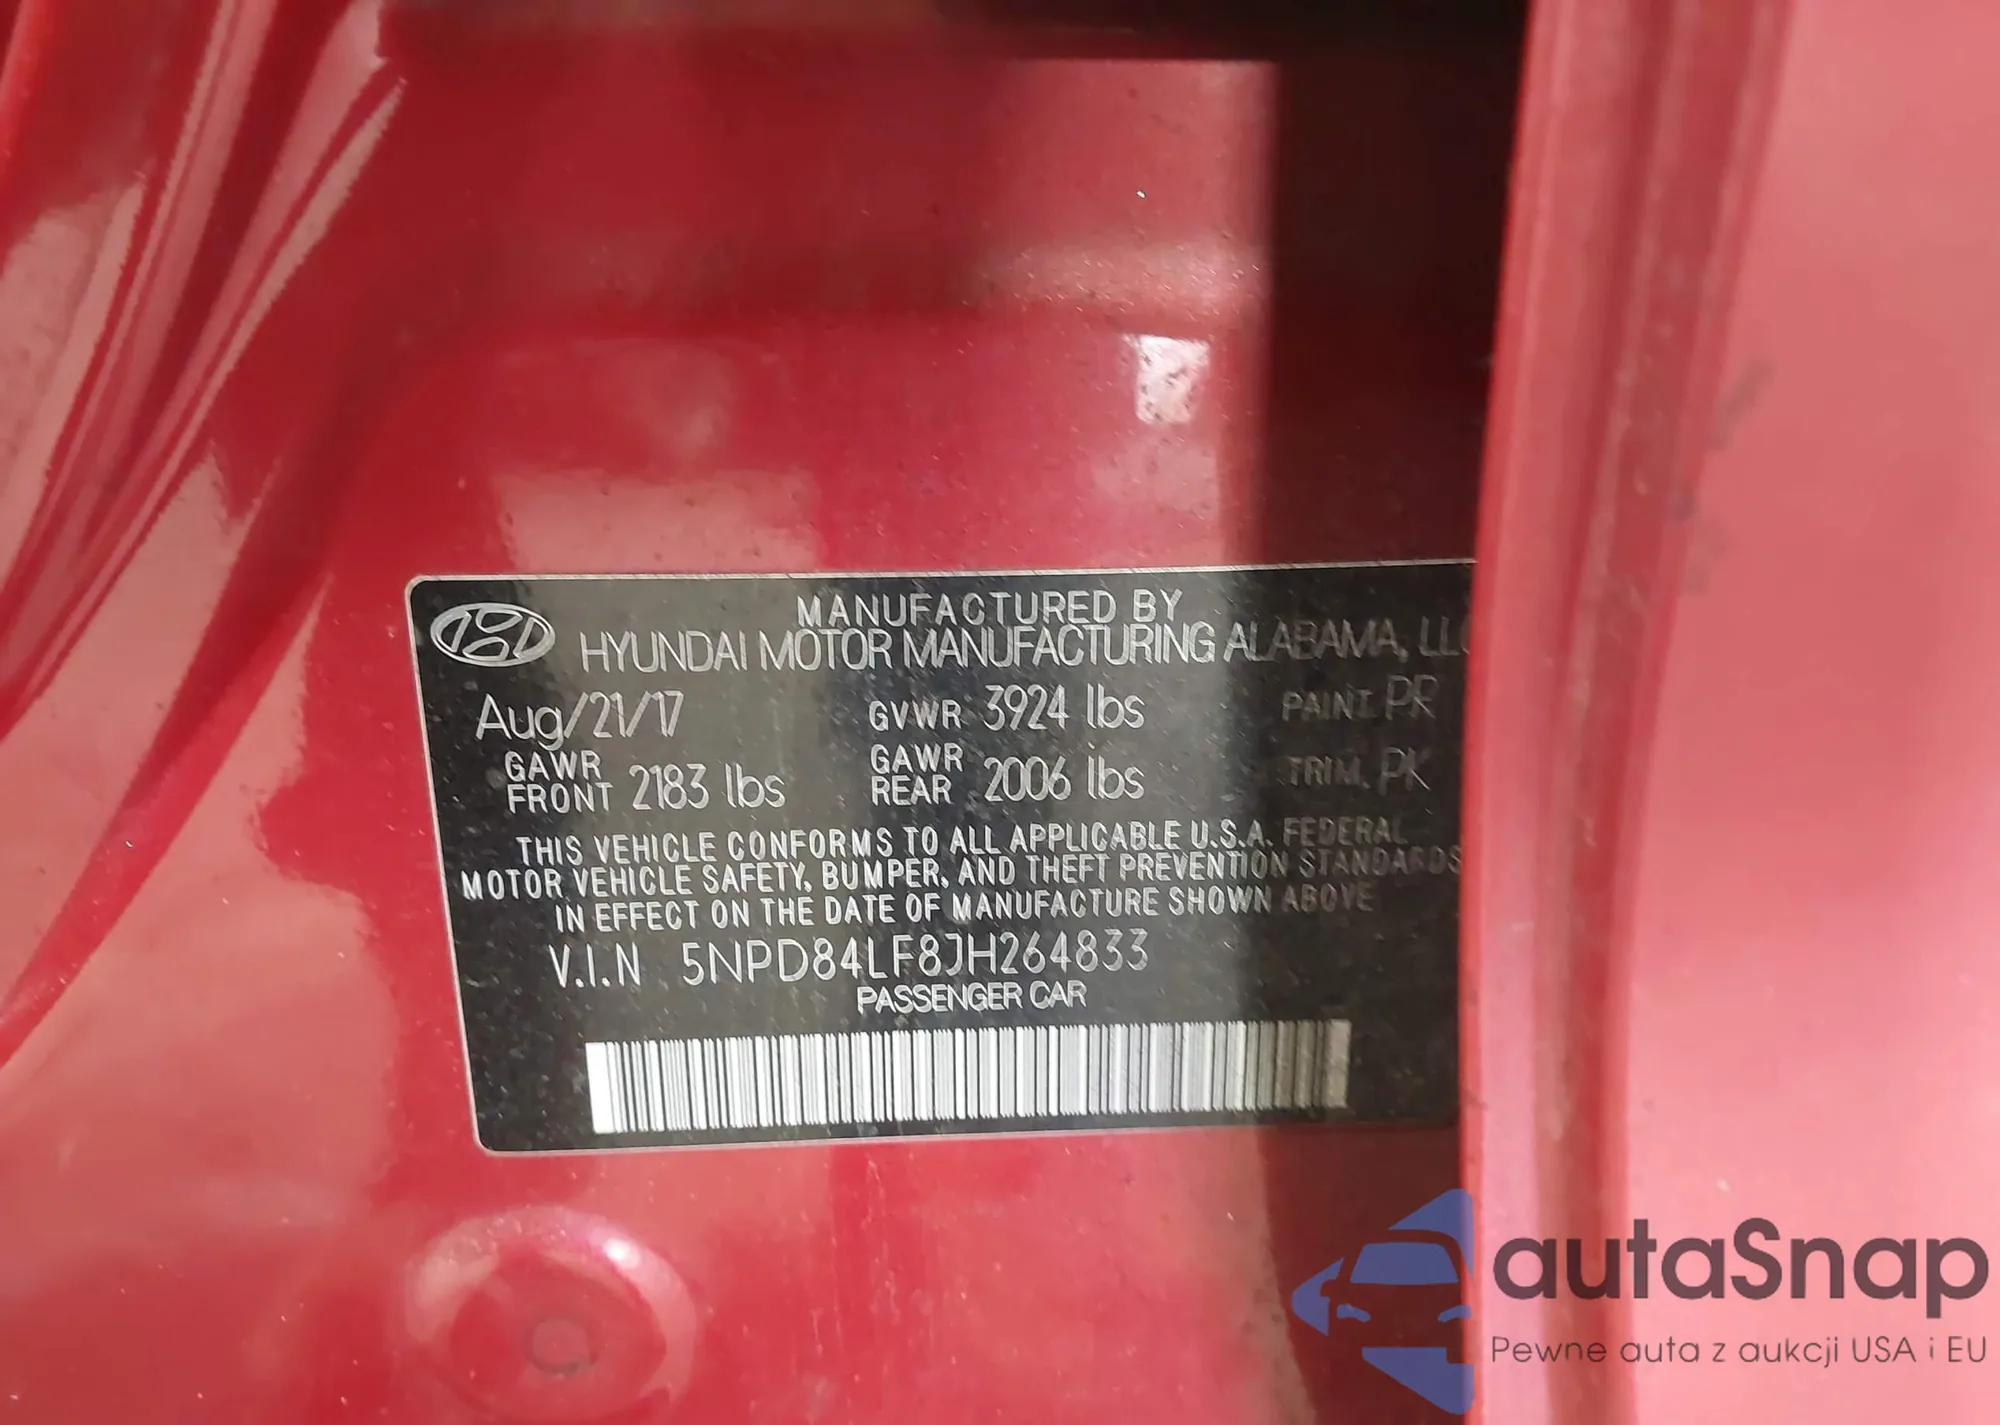 MANUFACTURED BY
HYUNDAI MOTOR MANUFACTURING ALABAMA, LLC
Aug/21/17 GVWR 3924 lbs PAINT PR
GAWR FRONT 2183 lbs GAWR REAR 2006 lbs TRIM PK
THIS VEHICLE CONFORMS TO ALL APPLICABLE U.S.A. FEDERAL
MOTOR VEHICLE SAFETY, BUMPER, AND THEFT PREVENTION STANDARDS
IN EFFECT ON THE DATE OF MANUFACTURE SHOWN ABOVE
V.I.N 5NPD84LF8JH264833
PASSENGER CAR
autaSnap
Pewne auta z aukcji USA i EU